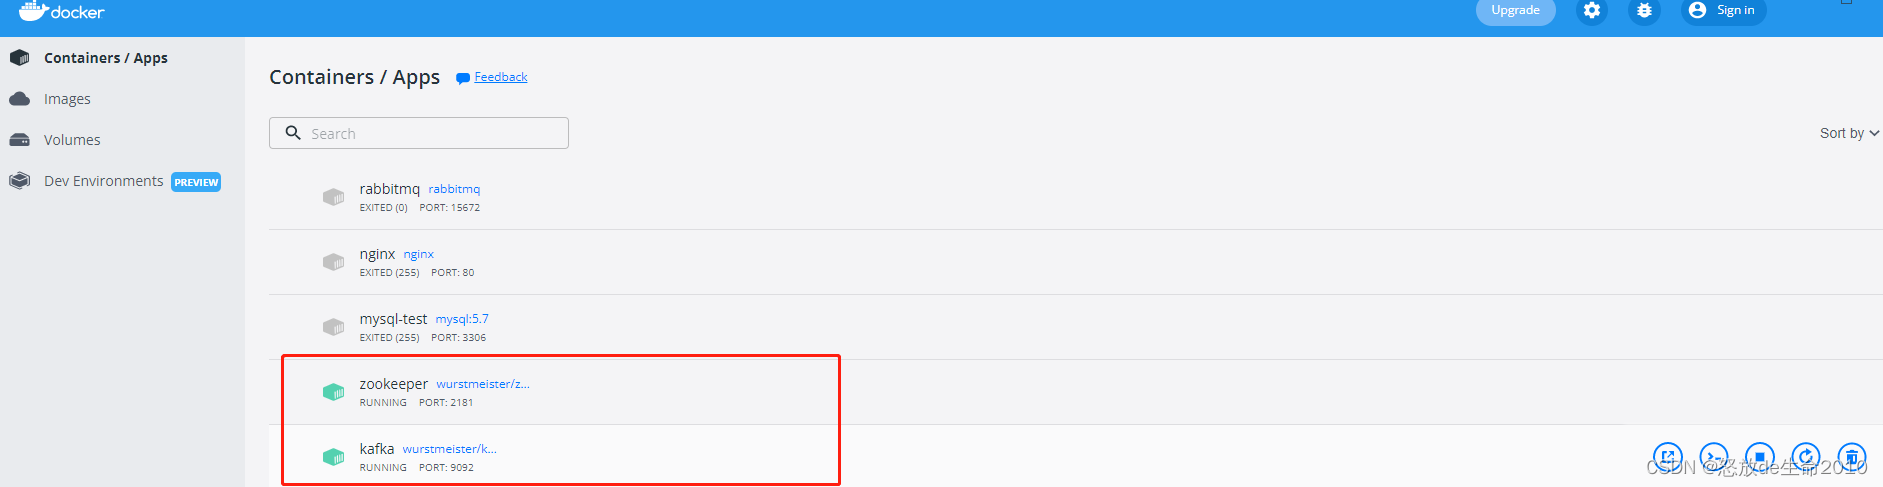 docker
Upgrade
Sign in
Containers / Apps
Images
Volumes
Dev Environments PREVIEW
Containers / Apps Feedback
Search
Sort by
rabbitmq rabbitmq
EXITED (0) PORT: 15672
nginx nginx
EXITED (255) PORT: 80
mysql-test mysql:5.7
EXITED (255) PORT: 3306
zookeeper wurstmeister/z...
RUNNING PORT: 2181
kafka wurstmeister/k...
RUNNING PORT: 9092
CSDN @怒放de生命2010